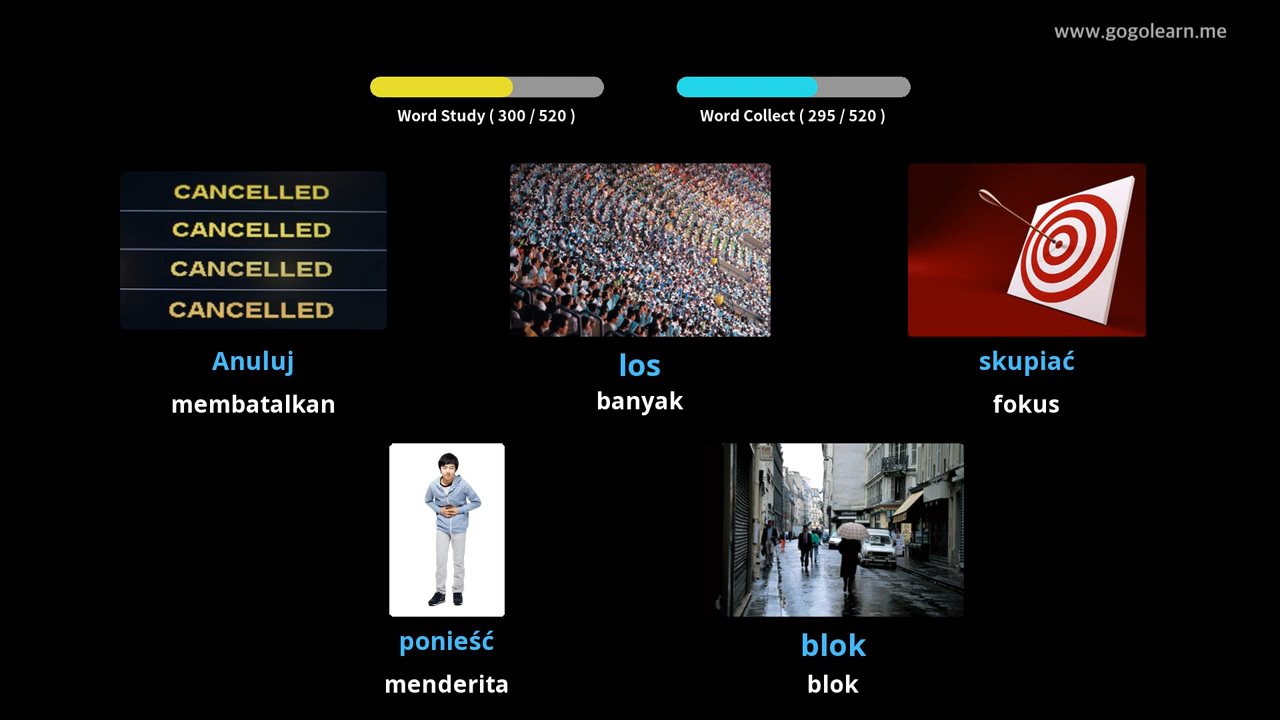 www.gogolearn.me
Word Study ( 300 / 520 )
Word Collect ( 295 / 520 )
CANCELLED
CANCELLED
CANCELLED
CANCELLED
Anuluj
membatalkan
los
banyak
skupiać
fokus
ponieść
menderita
blok
blok